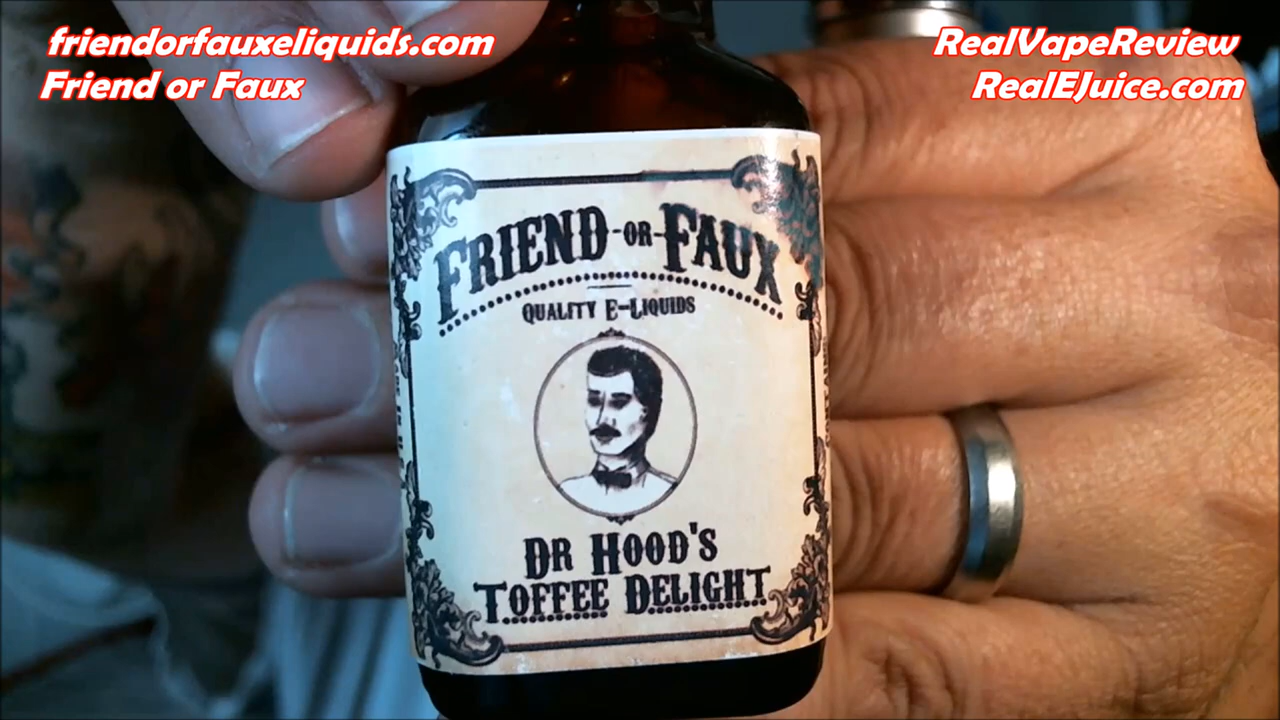 friendorfauxeliquids.com
Friend or Faux
RealVapeReview
RealEJuice.com
FRIEND-OR-FAUX
QUALITY E-LIQUIDS
DR HOOD'S
TOFFEE DELIGHT